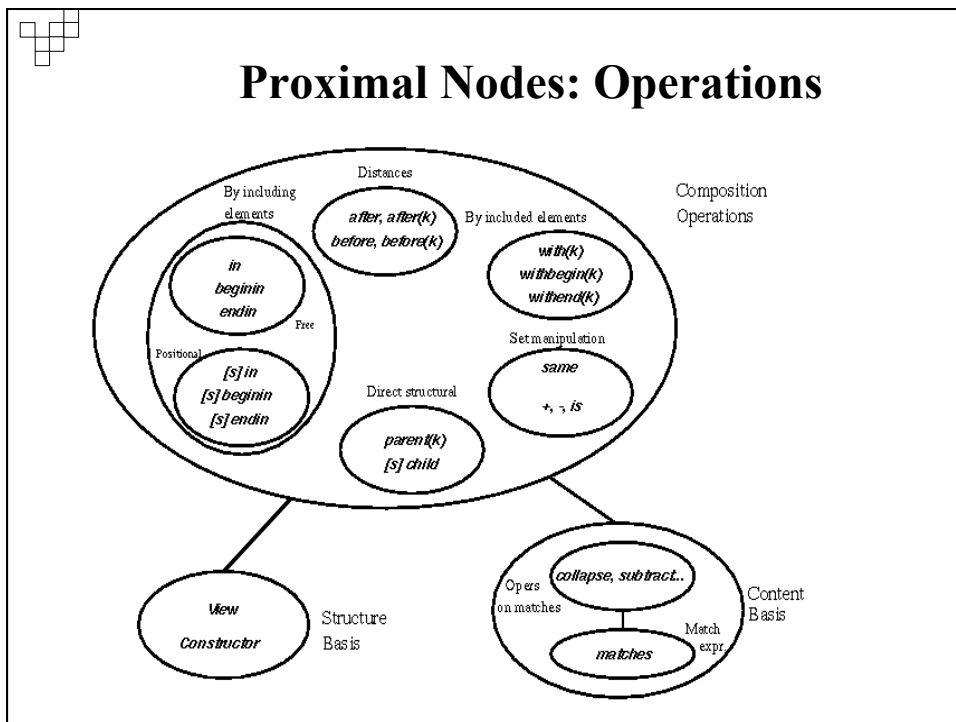 Proximal Nodes: Operations
Composition
Operations
Distances
after, after(k)
before, before(k)
By including
elements
in
beginin
endin
Free
Positional
[s] in
[s] beginin
[s] endin
By included elements
with(k)
withbegin(k)
withend(k)
Set manipulation
same
+, -, is
Direct structural
parent(k)
[s] child
View
Constructor
Structure
Basis
Opers
on matches
collapse, subtract...
matches
Match
expr.
Content
Basis